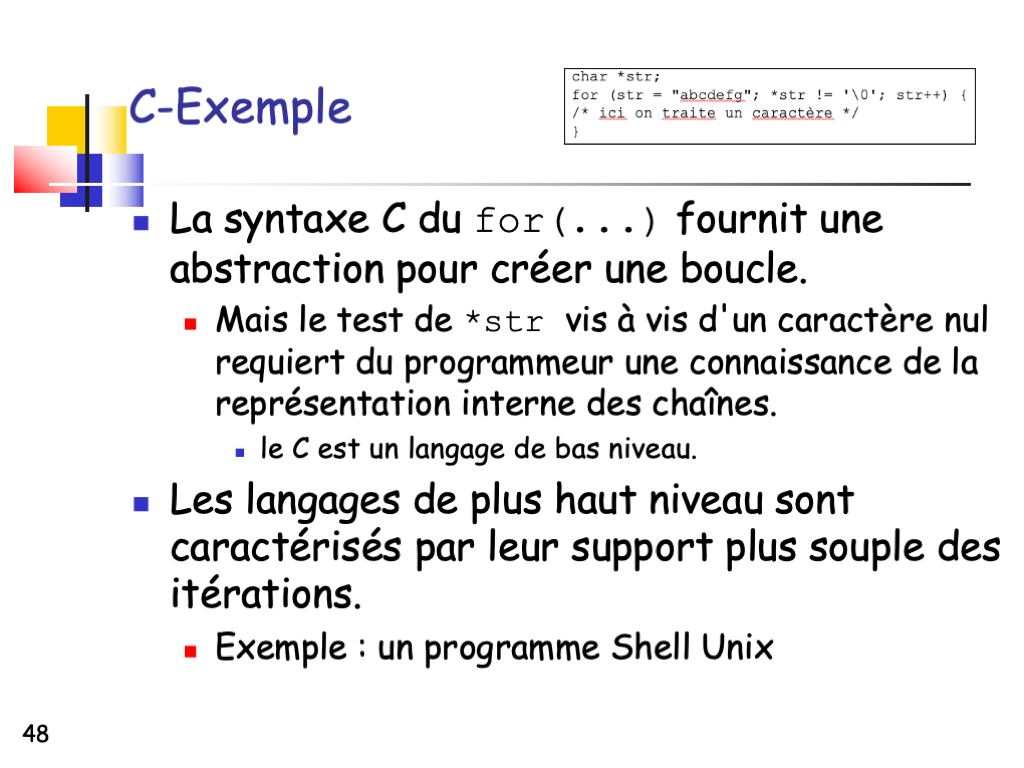 C-Exemple
char *str;
for (str = "abcdefg"; *str != '\0'; str++) {
/* ici on traite un caractère */
}
La syntaxe C du for(...) fournit une
abstraction pour créer une boucle.
Mais le test de *str vis à vis d'un caractère nul
requiert du programmeur une connaissance de la
représentation interne des chaînes.
le C est un langage de bas niveau.
Les langages de plus haut niveau sont
caractérisés par leur support plus souple des
itérations.
Exemple : un programme Shell Unix
48